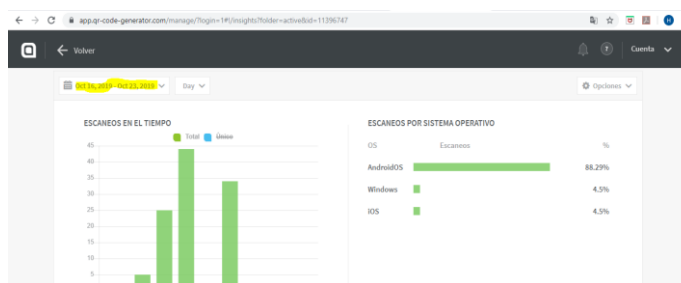 app.qr-code-generator.com/manage/?login=1#!/insights?folder=active&id=11396747
Volver
Cuenta
Oct 16, 2019 - Oct 23, 2019
Day
Opciones
ESCANEOS EN EL TIEMPO
Total Único
45
40
35
30
25
20
15
10
5
ESCANEOS POR SISTEMA OPERATIVO
OS Escaneos %
AndroidOS 88.29%
Windows 4.5%
iOS 4.5%